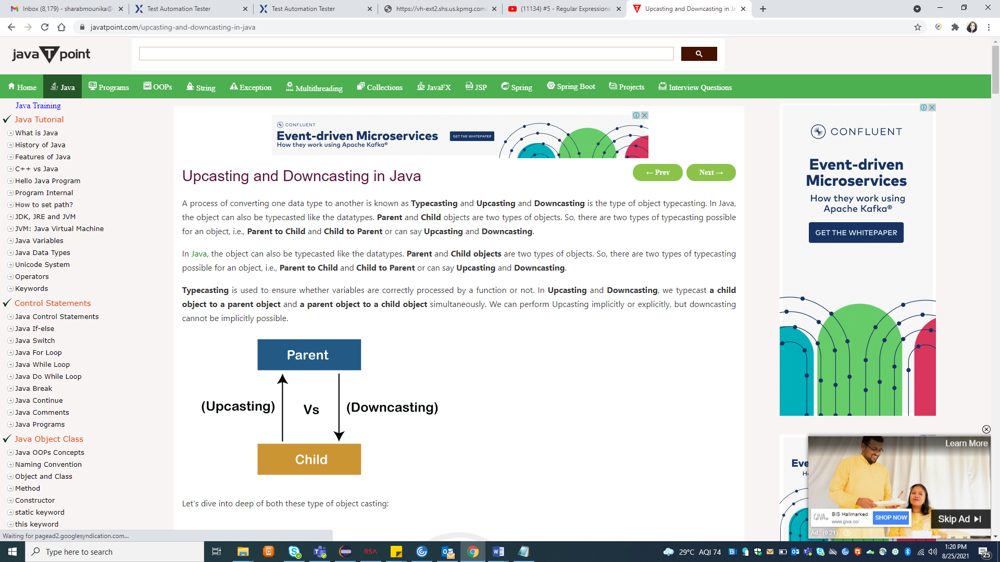 Inbox (8,179) - sharabmounika@
Test Automation Tester
Test Automation Tester
https://vh-ext2.shs.us.kpmg.com
(11134) #5 - Regular Expressions
Upcasting and Downcasting in Ja
javatpoint.com/upcasting-and-downcasting-in-java
java T point
Home
Java
Programs
OOPs
String
Exception
Multithreading
Collections
JavaFX
JSP
Spring
Spring Boot
Projects
Interview Questions
Java Training
Java Tutorial
What is Java
History of Java
Features of Java
C++ vs Java
Hello Java Program
Program Internal
How to set path?
JDK, JRE and JVM
JVM: Java Virtual Machine
Java Variables
Java Data Types
Unicode System
Operators
Keywords
Control Statements
Java Control Statements
Java If-else
Java Switch
Java For Loop
Java While Loop
Java Do While Loop
Java Break
Java Continue
Java Comments
Java Programs
Java Object Class
Java OOPs Concepts
Naming Convention
Object and Class
Method
Constructor
static keyword
this keyword
CONFLUENT
Event-driven Microservices
How they work using Apache Kafka®
GET THE WHITEPAPER
Upcasting and Downcasting in Java
← Prev
Next →
A process of converting one data type to another is known as Typecasting and Upcasting and Downcasting is the type of object typecasting. In Java,
the object can also be typecasted like the datatypes. Parent and Child objects are two types of objects. So, there are two types of typecasting possible
for an object, i.e., Parent to Child and Child to Parent or can say Upcasting and Downcasting.
In Java, the object can also be typecasted like the datatypes. Parent and Child objects are two types of objects. So, there are two types of typecasting
possible for an object, i.e., Parent to Child and Child to Parent or can say Upcasting and Downcasting.
Typecasting is used to ensure whether variables are correctly processed by a function or not. In Upcasting and Downcasting, we typecast a child
object to a parent object and a parent object to a child object simultaneously. We can perform Upcasting implicitly or explicitly, but downcasting
cannot be implicitly possible.
Parent
(Upcasting)
Vs
(Downcasting)
Child
Let's dive into deep of both these type of object casting:
CONFLUENT
Event-driven
Microservices
How they work using
Apache Kafka®
GET THE WHITEPAPER
Eve
Learn More
GIVA
BIS Hallmarked
www.giva.co/
SHOP NOW
Skip Ad
Ad : (0:21)
Waiting for pagead2.googlesyndication.com...
Type here to search
RSA
29°C AQI 74
1:20 PM
8/25/2021
25